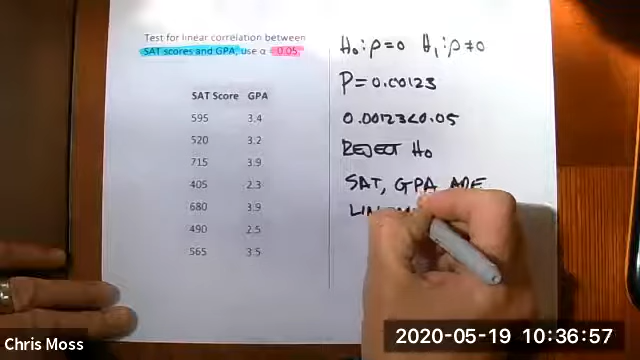 Test for linear correlation between
SAT scores and GPA, use α = 0.05.
SAT Score GPA
595 3.4
520 3.2
715 3.9
405 2.3
680 3.9
490 2.5
565 3.5
H₀: ρ=0 H₁: ρ≠0
P = 0.00123
0.00123<0.05
REJECT H₀
SAT, GPA ARE
Chris Moss
2020-05-19 10:36:57